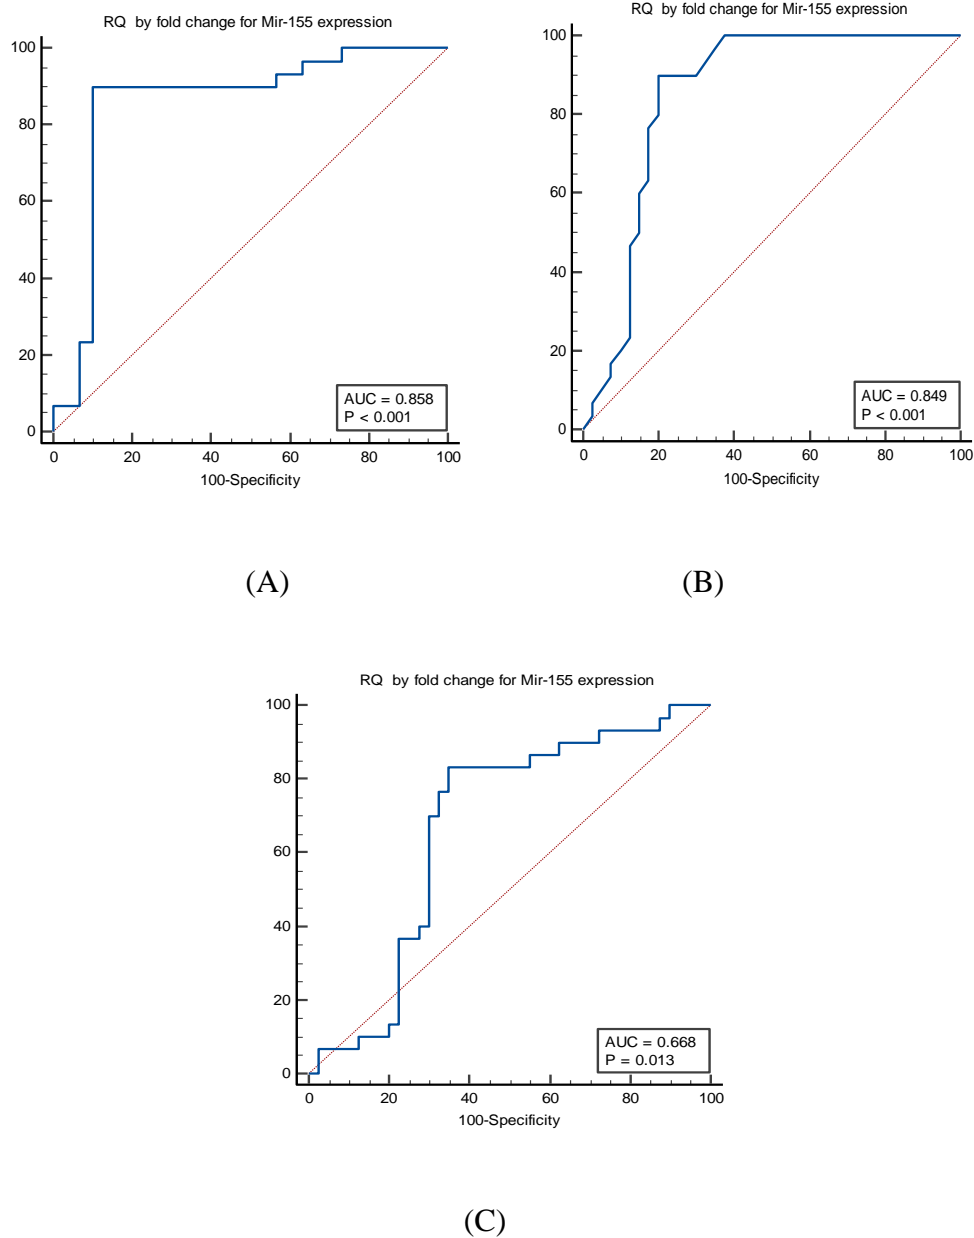 RQ by fold change for Mir-155 expression
100
80
60
40
20
0
AUC = 0.858
P < 0.001
0 20 40 60 80 100
100-Specificity
(A)
RQ by fold change for Mir-155 expression
100
80
60
40
20
0
AUC = 0.849
P < 0.001
0 20 40 60 80 100
100-Specificity
(B)
RQ by fold change for Mir-155 expression
100
80
60
40
20
0
AUC = 0.668
P = 0.013
0 20 40 60 80 100
100-Specificity
(C)